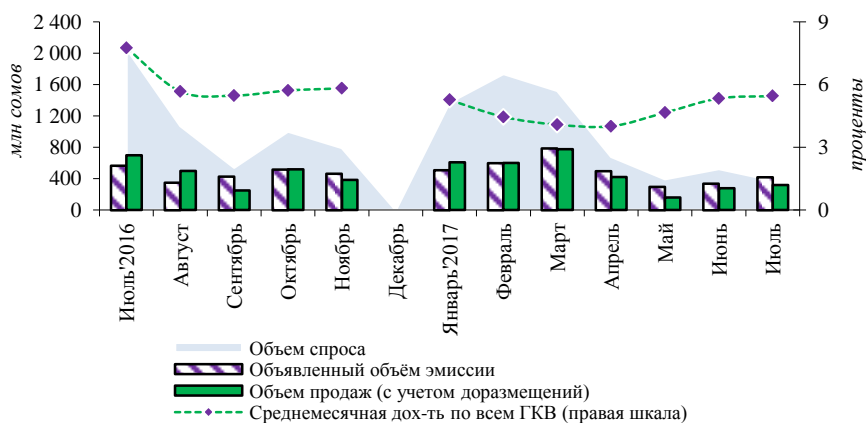 2 400
2 000
1 600
1 200
800
400
0
млн сомов
9
6
3
0
проценты
Июль'2016
Август
Сентябрь
Октябрь
Ноябрь
Декабрь
Январь'2017
Февраль
Март
Апрель
Май
Июнь
Июль
Объем спроса
Объявленный объём эмиссии
Объем продаж (с учетом доразмещений)
Среднемесячная дох-ть по всем ГКВ (правая шкала)